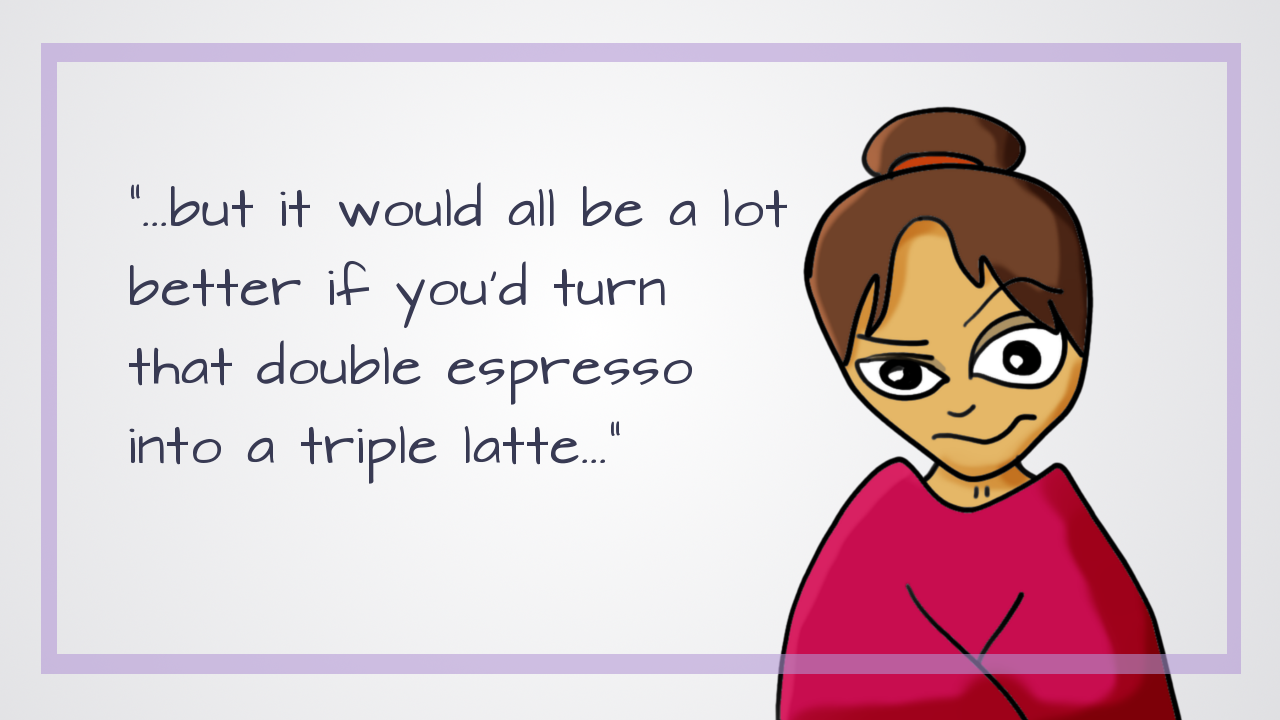 "...but it would all be a lot
better if you'd turn
that double espresso
into a triple latte..."